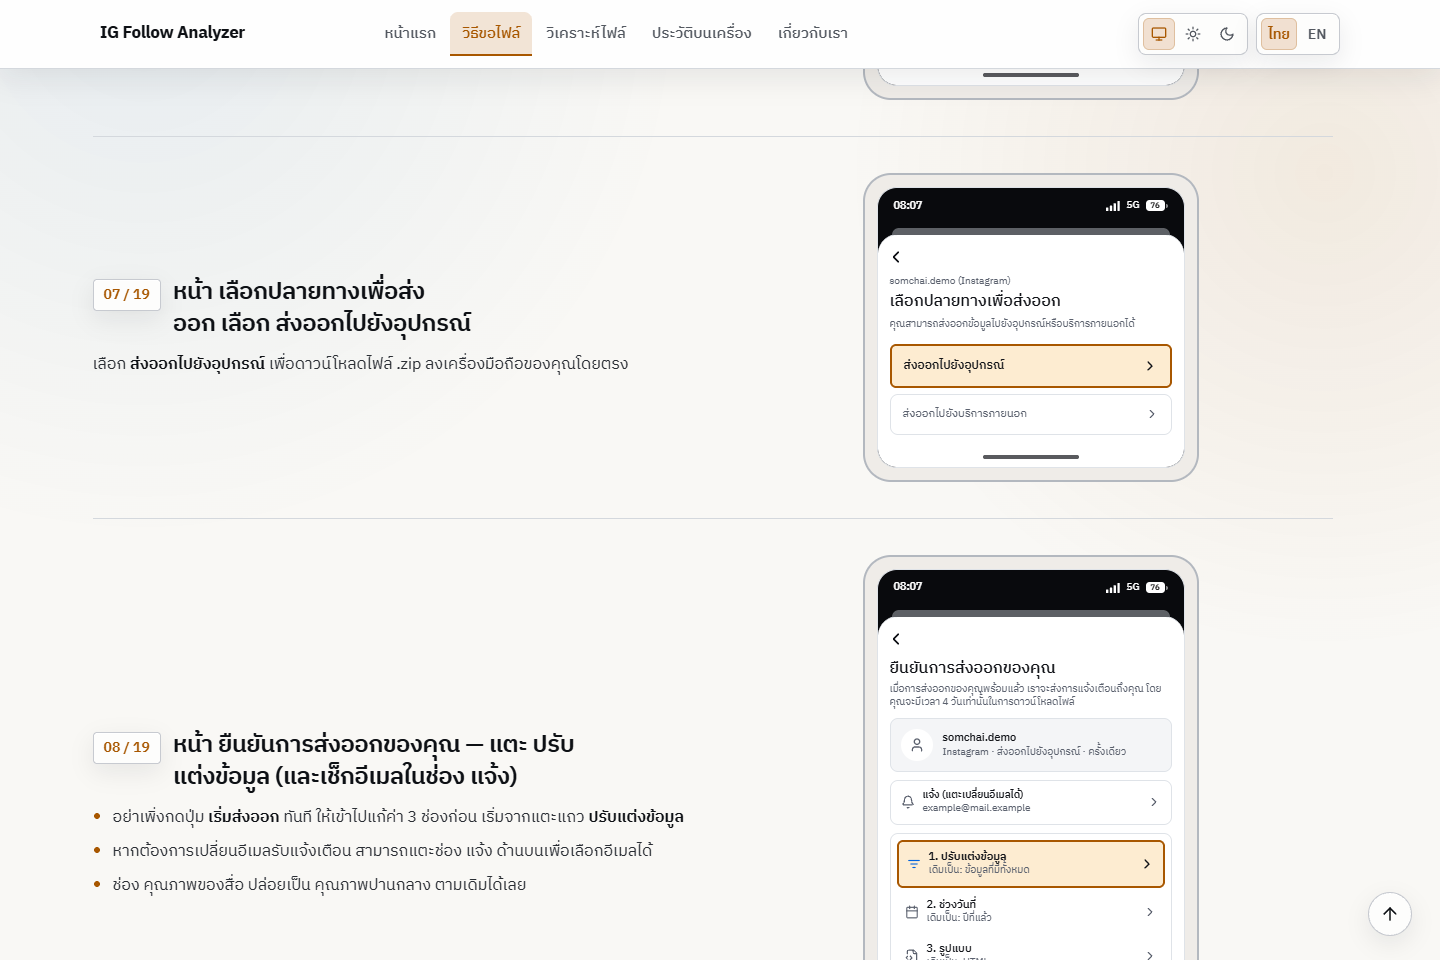 IG Follow Analyzer
หน้าแรก
วิธีขอไฟล์
วิเคราะห์ไฟล์
ประวัติบนเครื่อง
เกี่ยวกับเรา
ไทย
EN
07 / 19
หน้า เลือกปลายทางเพื่อส่ง
ออก เลือก ส่งออกไปยังอุปกรณ์
เลือก ส่งออกไปยังอุปกรณ์ เพื่อดาวน์โหลดไฟล์ .zip ลงเครื่องมือถือของคุณโดยตรง
08:07
5G
76
somchai.demo (Instagram)
เลือกปลายทางเพื่อส่งออก
คุณสามารถส่งออกข้อมูลไปยังอุปกรณ์หรือบริการภายนอกได้
ส่งออกไปยังอุปกรณ์
ส่งออกไปยังบริการภายนอก
08 / 19
หน้า ยืนยันการส่งออกของคุณ — แตะ ปรับ
แต่งข้อมูล (และเช็กอีเมลในช่อง แจ้ง)
อย่าเพิ่งกดปุ่ม เริ่มส่งออก ทันที ให้เข้าไปแก้ค่า 3 ช่องก่อน เริ่มจากแตะแถว ปรับแต่งข้อมูล
หากต้องการเปลี่ยนอีเมลรับแจ้งเตือน สามารถแตะช่อง แจ้ง ด้านบนเพื่อเลือกอีเมลได้
ช่อง คุณภาพของสื่อ ปล่อยเป็น คุณภาพปานกลาง ตามเดิมได้เลย
08:07
5G
76
ยืนยันการส่งออกของคุณ
เมื่อการส่งออกของคุณพร้อมแล้ว เราจะส่งการแจ้งเตือนถึงคุณ โดย
คุณจะมีเวลา 4 วันเท่านั้นในการดาวน์โหลดไฟล์
somchai.demo
Instagram · ส่งออกไปยังอุปกรณ์ · ครั้งเดียว
แจ้ง (แตะเปลี่ยนอีเมลได้)
example@mail.example
1. ปรับแต่งข้อมูล
เดิมเป็น: ข้อมูลที่มีทั้งหมด
2. ช่วงวันที่
เดิมเป็น: ปีที่แล้ว
3. รูปแบบ